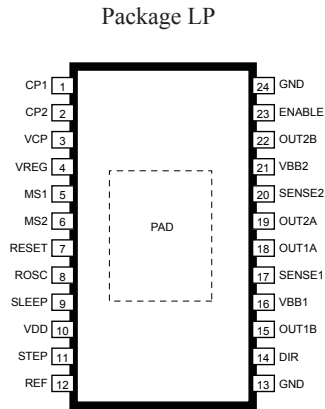 Package LP
CP1 1
CP2 2
VCP 3
VREG 4
MS1 5
MS2 6
RESET 7
ROSC 8
SLEEP 9
VDD 10
STEP 11
REF 12
PAD
24 GND
23 ENABLE
22 OUT2B
21 VBB2
20 SENSE2
19 OUT2A
18 OUT1A
17 SENSE1
16 VBB1
15 OUT1B
14 DIR
13 GND